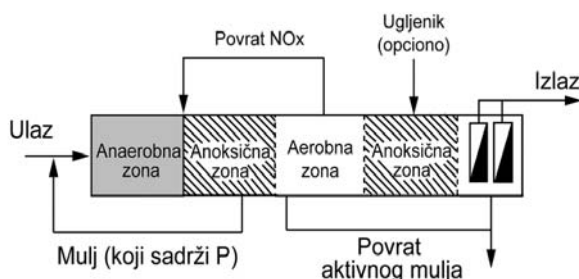 Povrat NOx
Ugljenik
(opciono)
Izlaz
Ulaz
Anaerobna
zona
Anoksična
zona
Aerobna
zona
Anoksična
zona
Mulj (koji sadrži P)
Povrat
aktivnog mulja